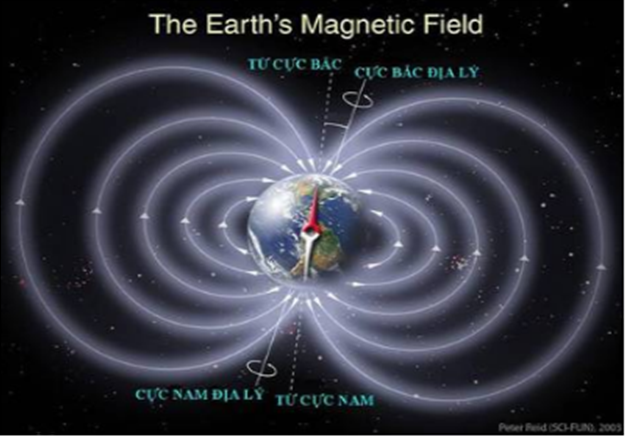 The Earth's Magnetic Field
TỪ CỰC BẮC
CỰC BẮC ĐỊA LÝ
CỰC NAM ĐỊA LÝ
TỪ CỰC NAM
Peter Reid (SCI-FUN), 2003